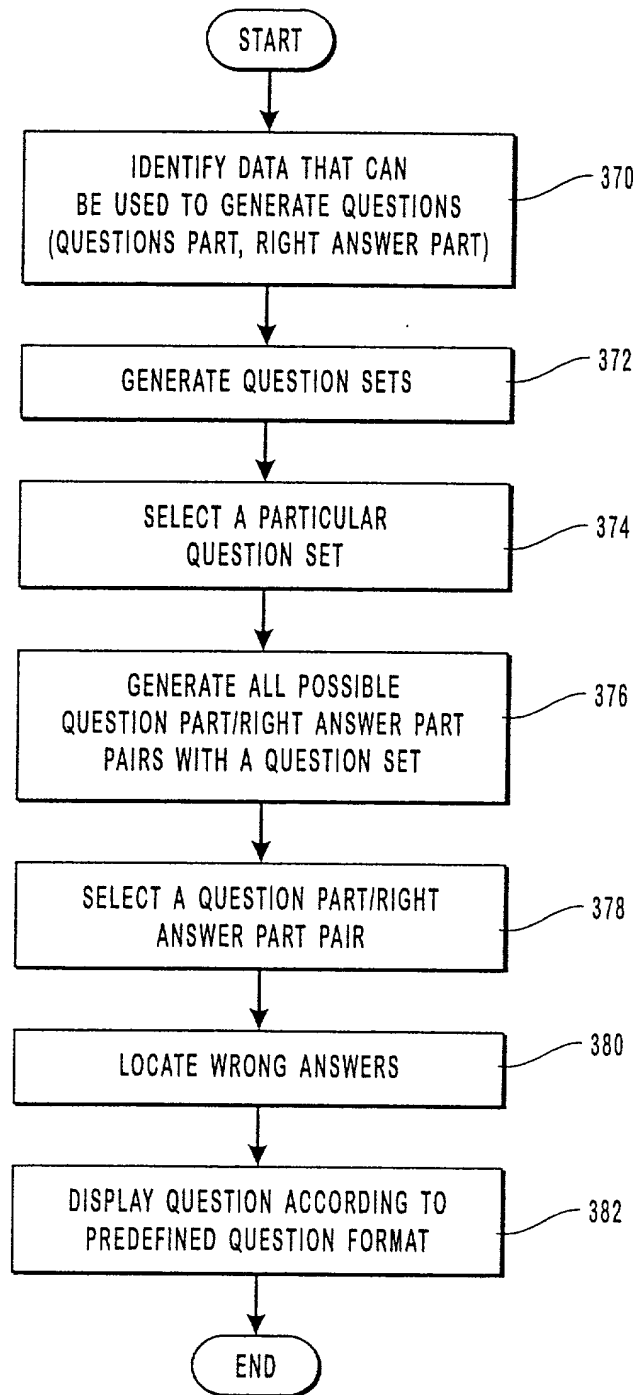 START
IDENTIFY DATA THAT CAN
BE USED TO GENERATE QUESTIONS
(QUESTIONS PART, RIGHT ANSWER PART)
370
GENERATE QUESTION SETS
372
SELECT A PARTICULAR
QUESTION SET
374
GENERATE ALL POSSIBLE
QUESTION PART/RIGHT ANSWER PART
PAIRS WITH A QUESTION SET
376
SELECT A QUESTION PART/RIGHT
ANSWER PART PAIR
378
LOCATE WRONG ANSWERS
380
DISPLAY QUESTION ACCORDING TO
PREDEFINED QUESTION FORMAT
382
END